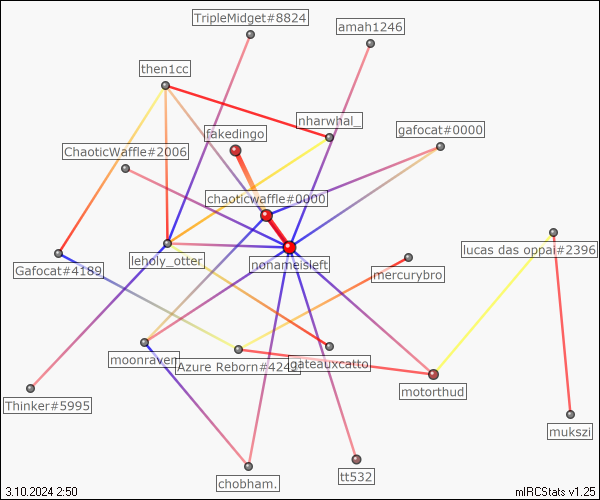 TripleMidget#8824
amah1246
then1cc
nharwhal_
gafocat#0000
fakedingo
ChaoticWaffle#2006
chaoticwaffle#0000
lucas das oppai#2396
leholy_otter
nonameisleft
Gafocat#4189
mercurybro
moonraven
Azure Reborn#424
gateauxcatto
motorthud
Thinker#5995
mukszi
tt532
chobham.
3.10.2024 2:50
mIRCStats v1.25